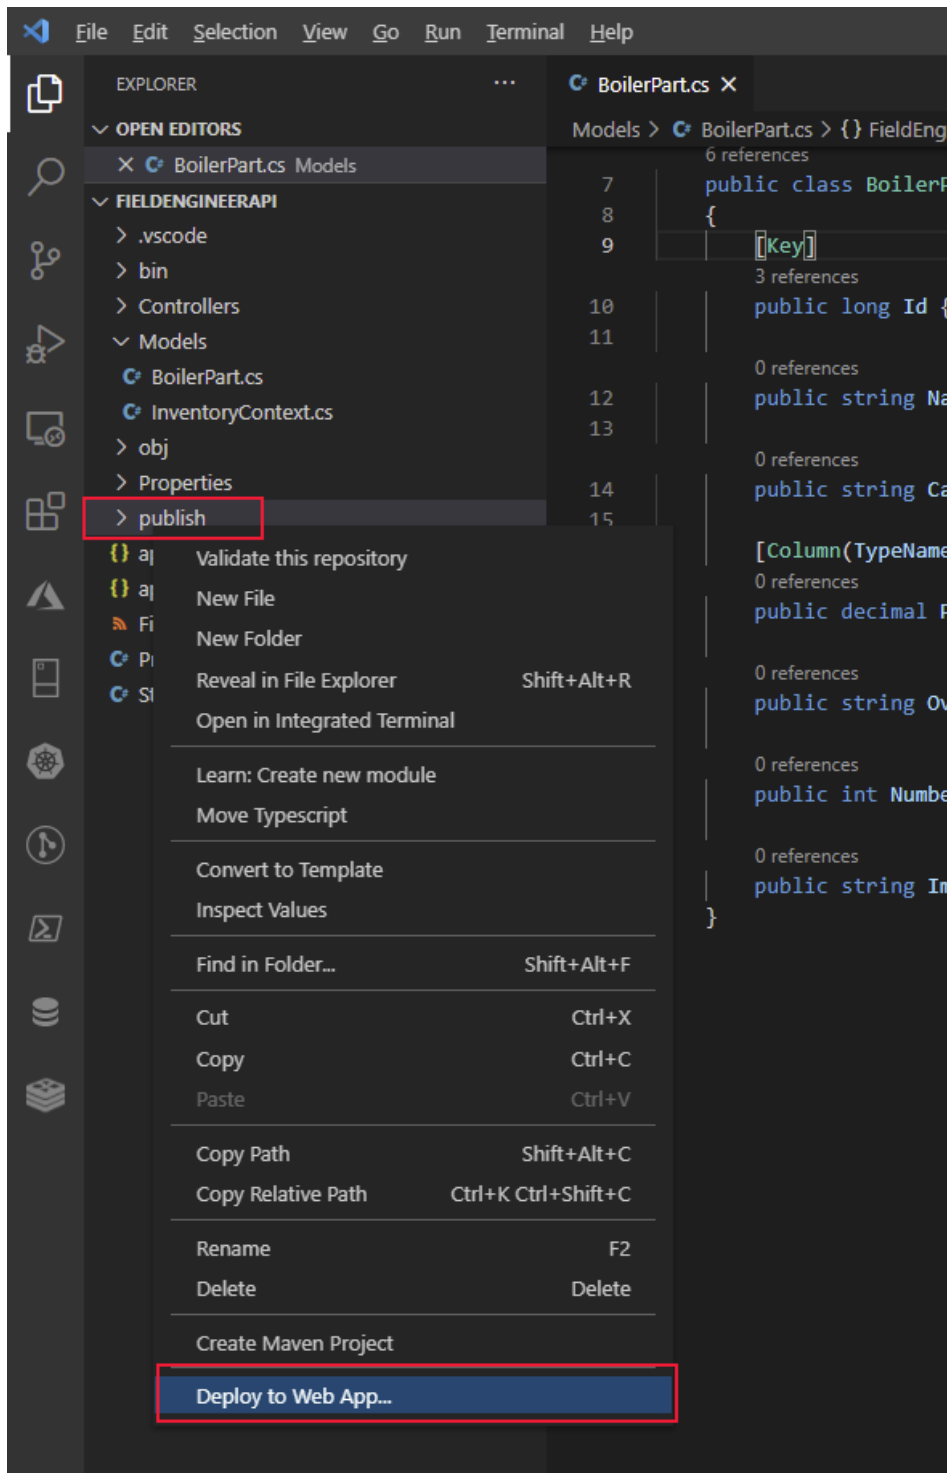 File Edit Selection View Go Run Terminal Help
EXPLORER ···
OPEN EDITORS
BoilerPart.cs Models
FIELDENGINEERAPI
.vscode
bin
Controllers
Models
C# BoilerPart.cs
C# InventoryContext.cs
obj
Properties
publish
{} ap
{} ap
Fi
C# Pr
C# St
Validate this repository
New File
New Folder
Reveal in File Explorer Shift+Alt+R
Open in Integrated Terminal
Learn: Create new module
Move Typescript
Convert to Template
Inspect Values
Find in Folder... Shift+Alt+F
Cut Ctrl+X
Copy Ctrl+C
Paste Ctrl+V
Copy Path Shift+Alt+C
Copy Relative Path Ctrl+K Ctrl+Shift+C
Rename F2
Delete Delete
Create Maven Project
Deploy to Web App...
BoilerPart.cs
Models > BoilerPart.cs > {} FieldEng
6 references
7 public class BoilerP
8 {
9 [Key]
3 references
10 public long Id {
11
0 references
12 public string Na
13
0 references
14 public string Ca
15
[Column(TypeName
0 references
public decimal P
0 references
public string Ov
0 references
public int Numbe
0 references
public string Im
}